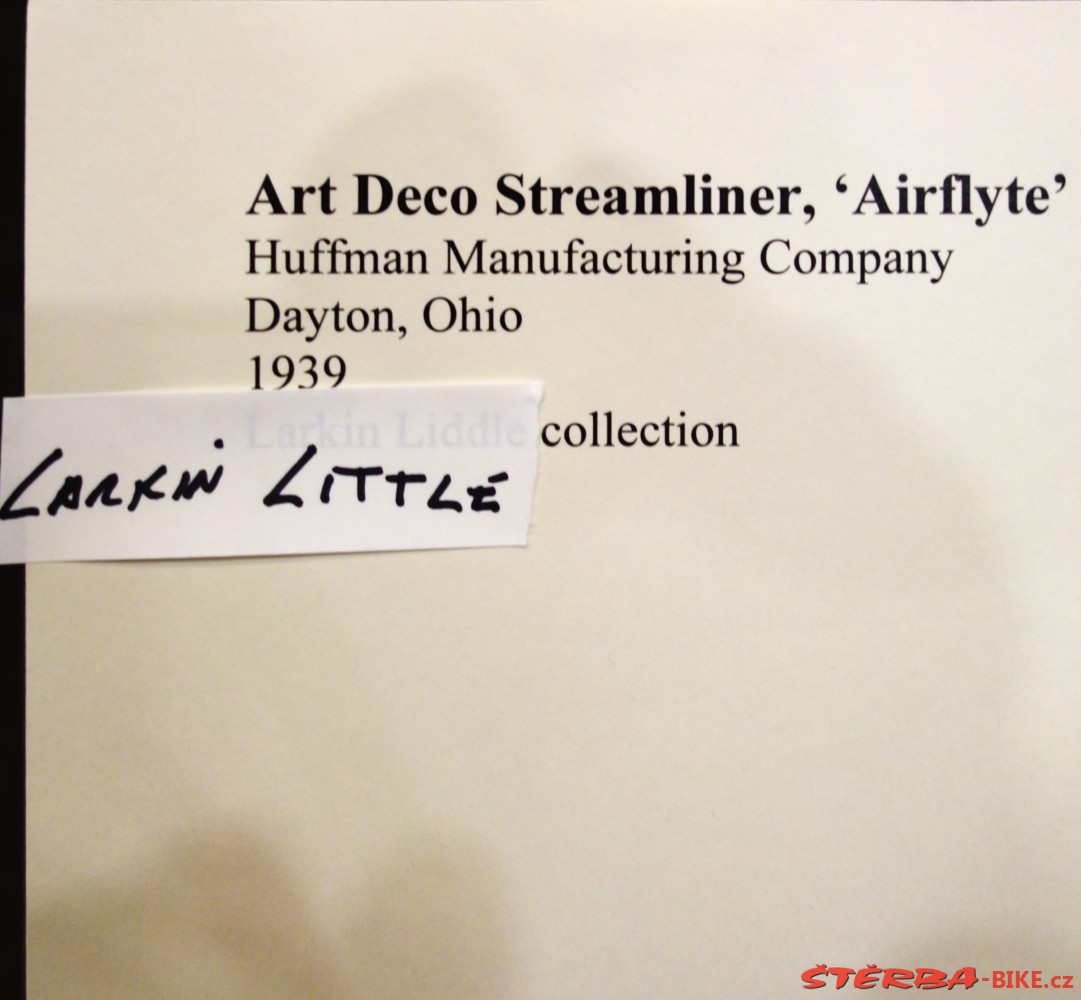 Art Deco Streamliner, ‘Airflyte’
Huffman Manufacturing Company
Dayton, Ohio
1939
Larkin Liddle collection
LARKIN LITTLE
ŠTĚRBA-BIKE.cz